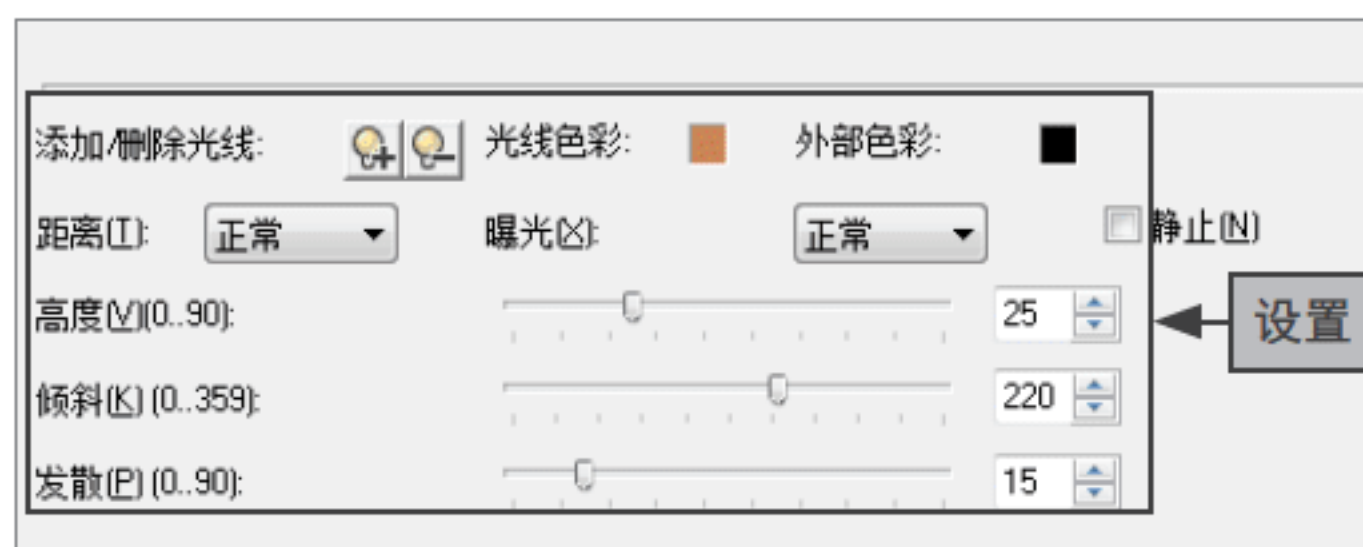 添加/删除光线: 光线色彩: 外部色彩:
距离(T): 正常 曝光(X): 正常 静止(N)
高度(V)(0..90): 25
设置
倾斜(K) (0..359): 220
发散(P) (0..90): 15